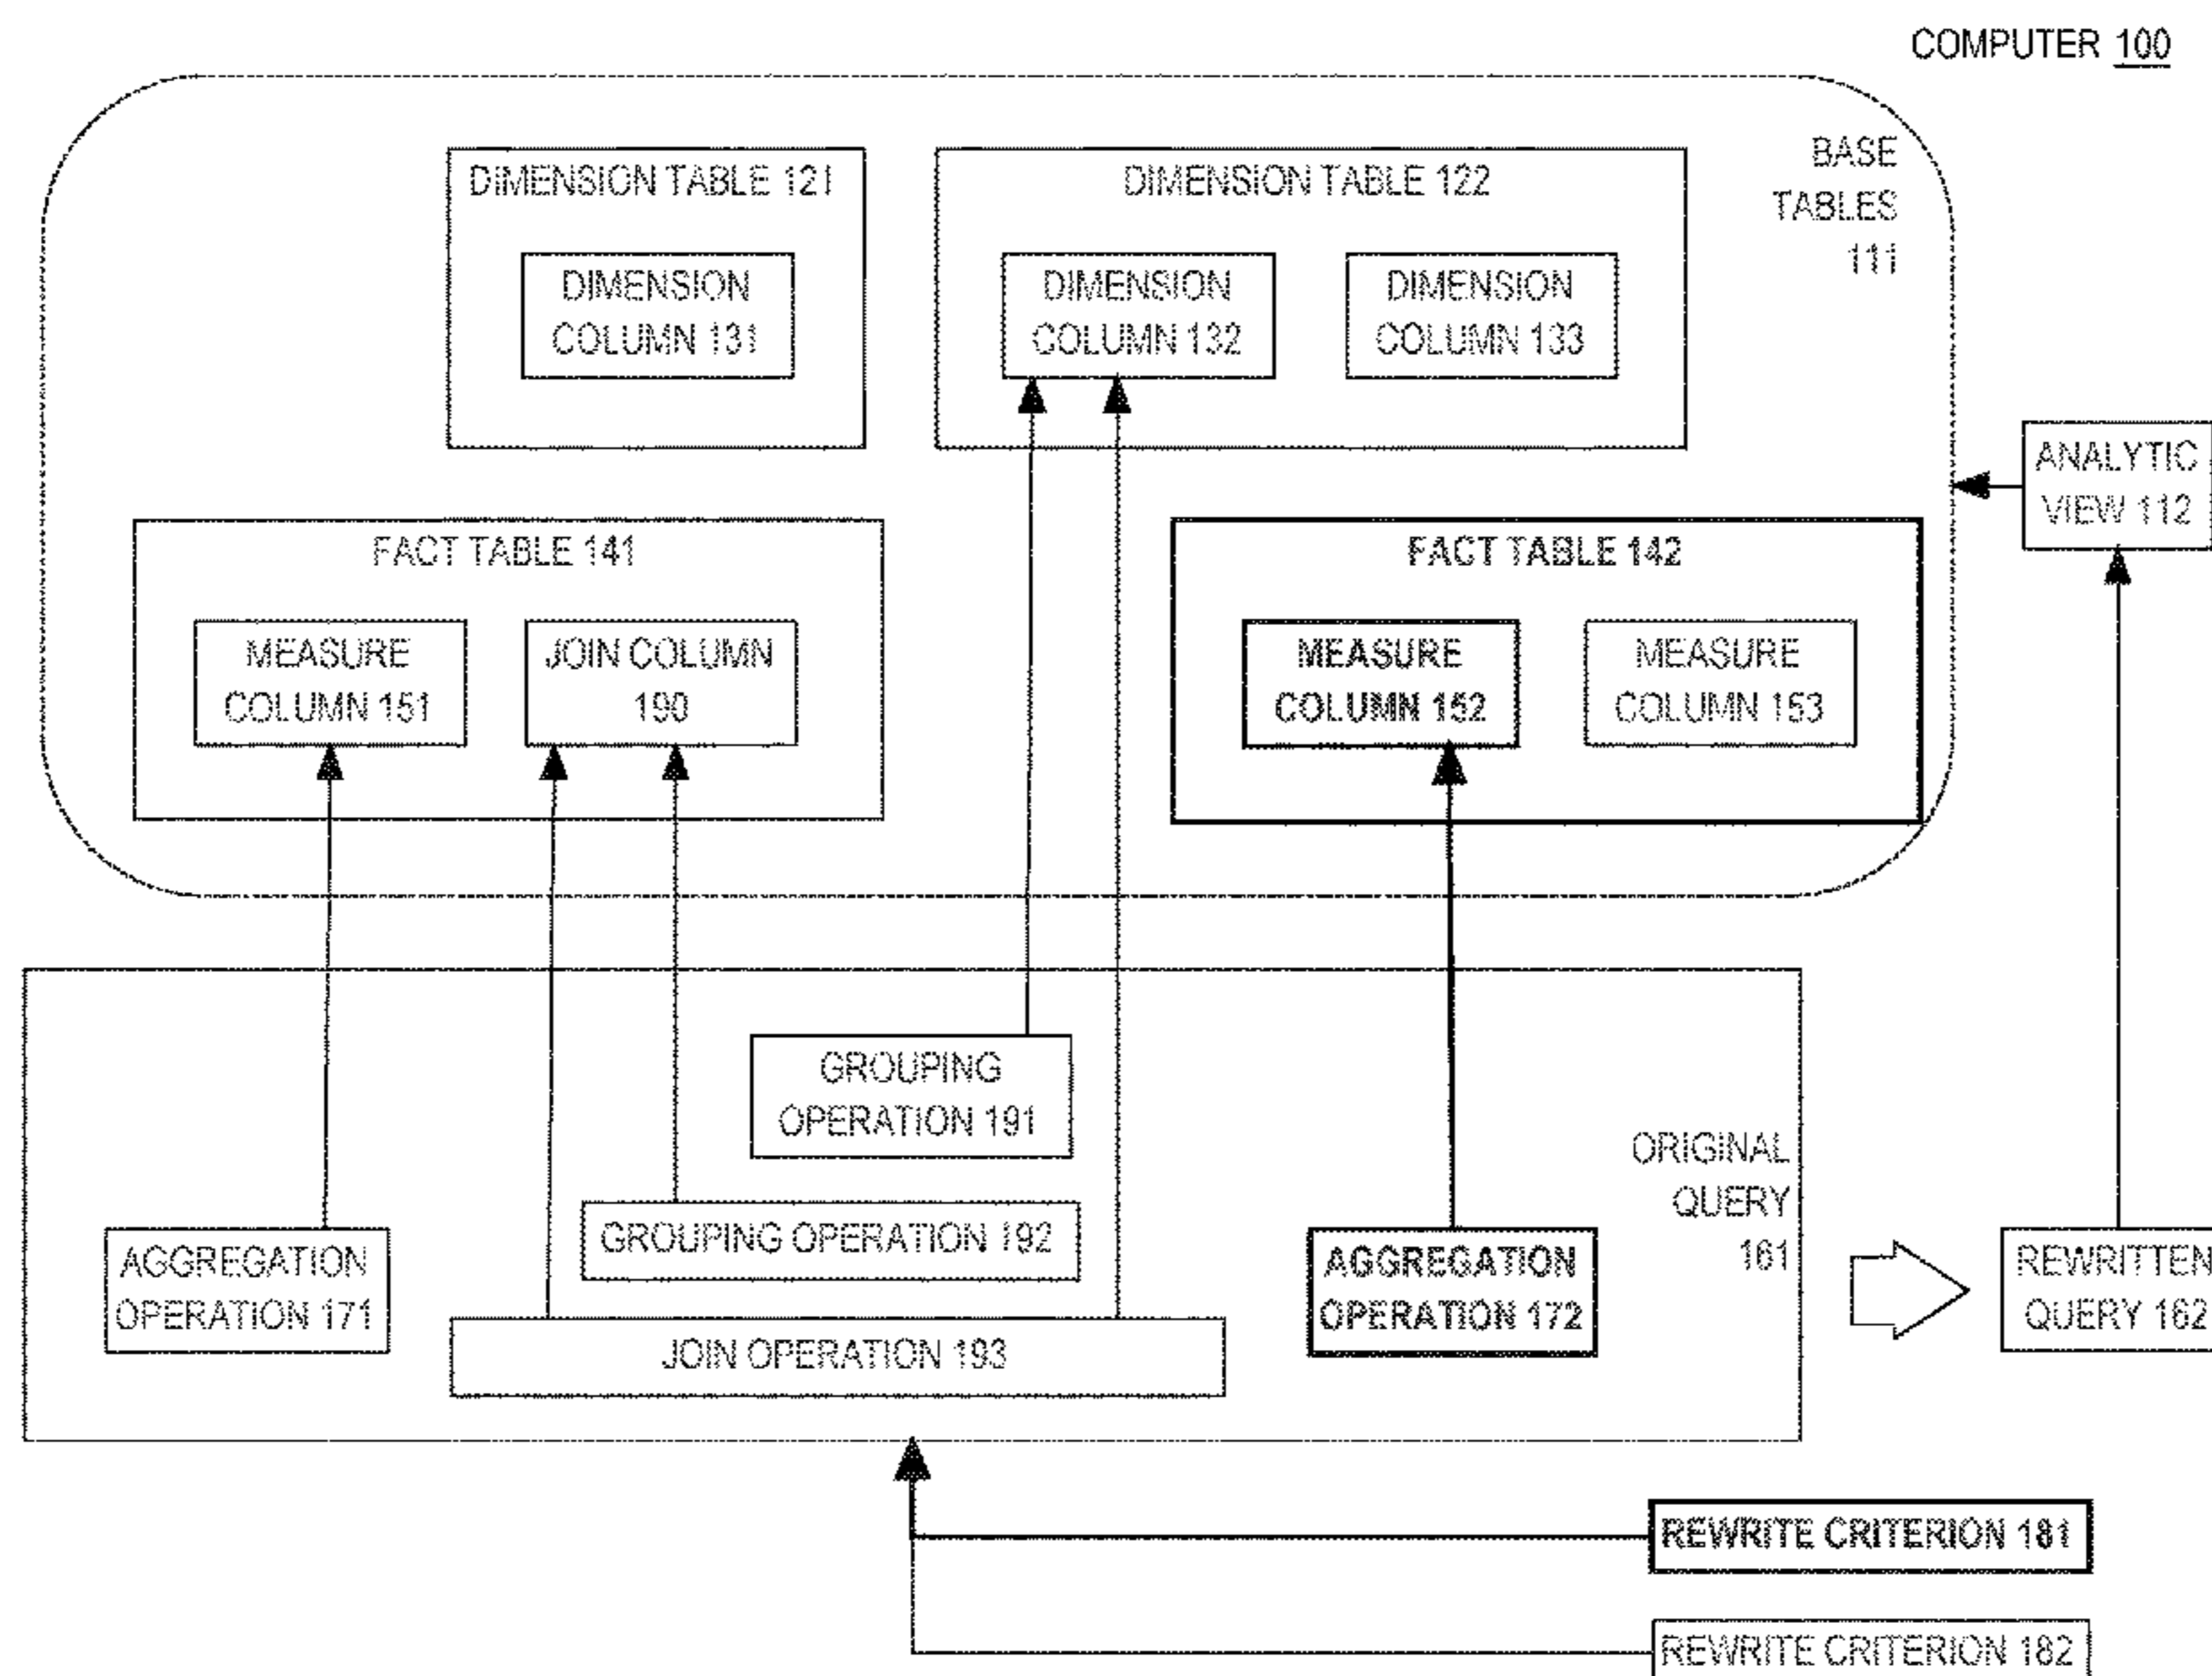 COMPUTER 100
BASE
TABLES
111
DIMENSION TABLE 121
DIMENSION
COLUMN 131
DIMENSION TABLE 122
DIMENSION
COLUMN 132
DIMENSION
COLUMN 133
ANALYTIC
VIEW 112
FACT TABLE 141
MEASURE
COLUMN 151
JOIN COLUMN
190
FACT TABLE 142
MEASURE
COLUMN 152
MEASURE
COLUMN 153
GROUPING
OPERATION 191
ORIGINAL
QUERY
161
GROUPING OPERATION 192
AGGREGATION
OPERATION 171
JOIN OPERATION 193
AGGREGATION
OPERATION 172
REWRITTEN
QUERY 162
REWRITE CRITERION 181
REWRITE CRITERION 182